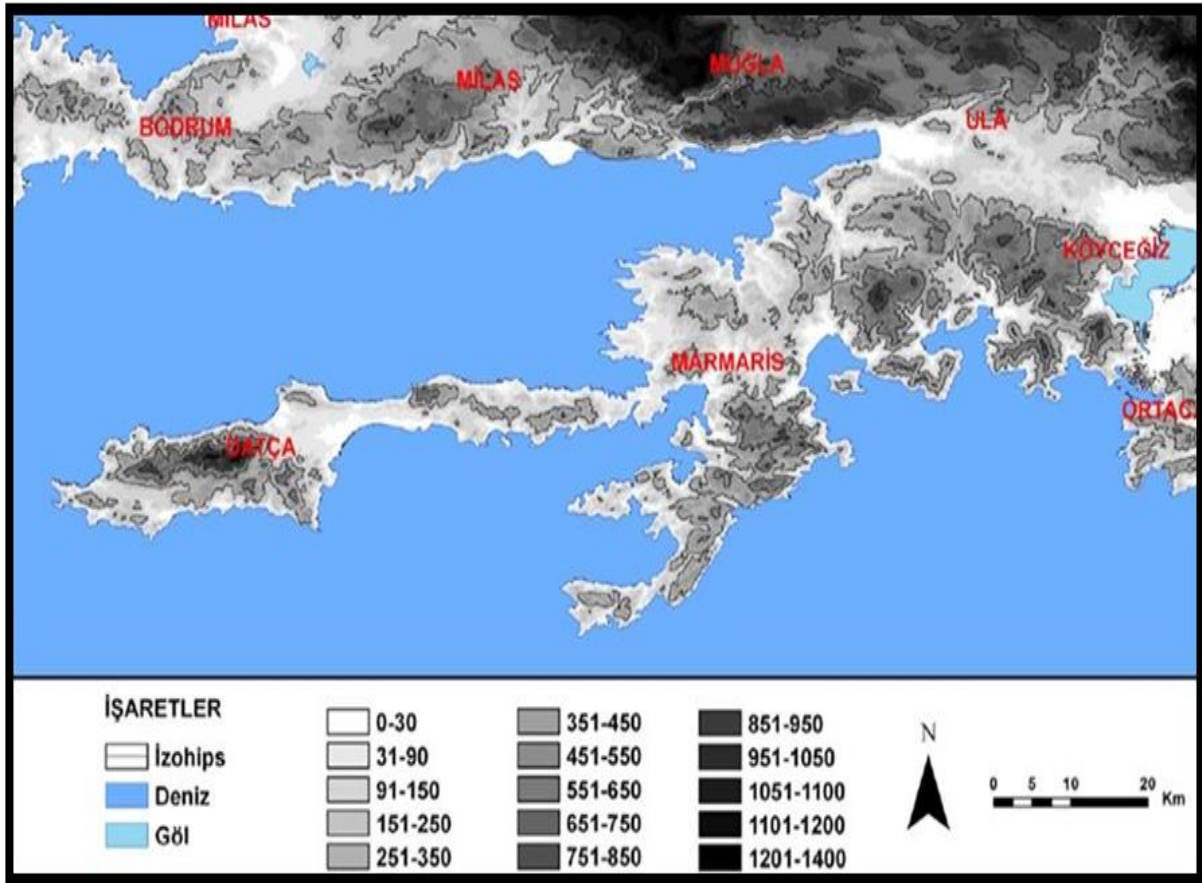 MİLAS
MUĞLA
MİLAS
BODRUM
ULA
KÖYCEĞİZ
MARMARİS
ORTACA
DATÇA
İŞARETLER
İzohips
Deniz
Göl
0-30
31-90
91-150
151-250
251-350
351-450
451-550
551-650
651-750
751-850
851-950
951-1050
1051-1100
1101-1200
1201-1400
N
0 5 10 20
Km